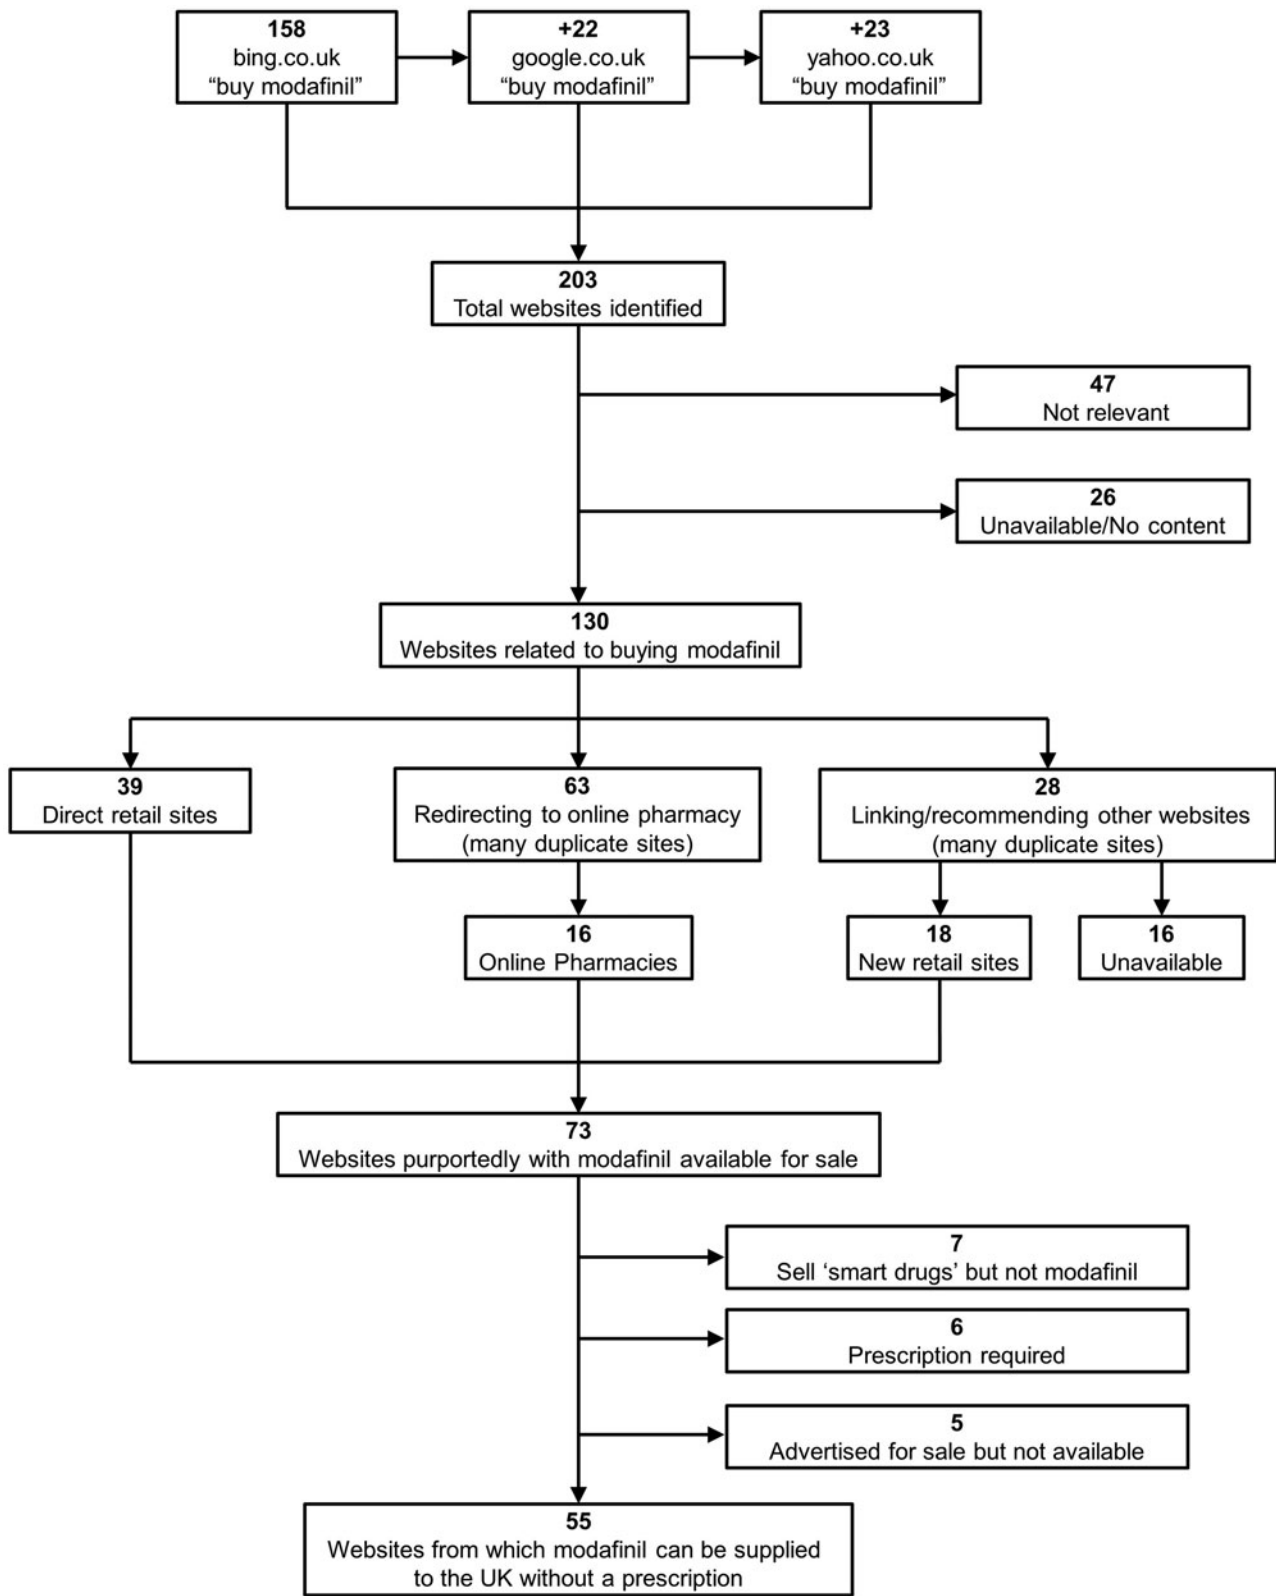 158
bing.co.uk
“buy modafinil”
+22
google.co.uk
“buy modafinil”
+23
yahoo.co.uk
“buy modafinil”
203
Total websites identified
47
Not relevant
26
Unavailable/No content
130
Websites related to buying modafinil
39
Direct retail sites
63
Redirecting to online pharmacy
(many duplicate sites)
28
Linking/recommending other websites
(many duplicate sites)
16
Online Pharmacies
18
New retail sites
16
Unavailable
73
Websites purportedly with modafinil available for sale
7
Sell ‘smart drugs’ but not modafinil
6
Prescription required
5
Advertised for sale but not available
55
Websites from which modafinil can be supplied
to the UK without a prescription